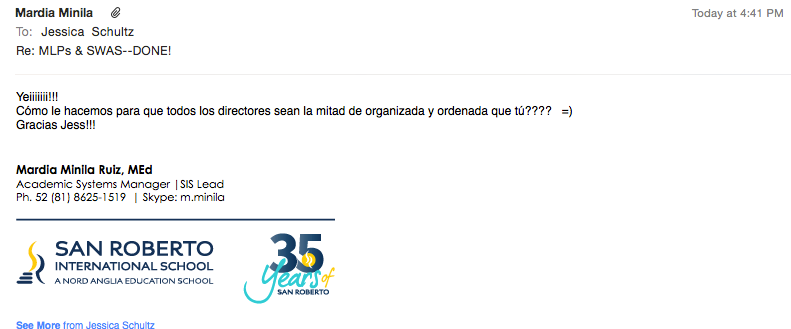 Mardia Minila
Today at 4:41 PM
To: Jessica Schultz
Re: MLPs & SWAS--DONE!
Yeiiiiiii!!!
Cómo le hacemos para que todos los directores sean la mitad de organizada y ordenada que tú???? =)
Gracias Jess!!!
Mardia Minila Ruiz, MEd
Academic Systems Manager |SIS Lead
Ph. 52 (81) 8625-1519 | Skype: m.minila
SAN ROBERTO
INTERNATIONAL SCHOOL
A NORD ANGLIA EDUCATION SCHOOL
35
Years of
SAN ROBERTO
See More from Jessica Schultz